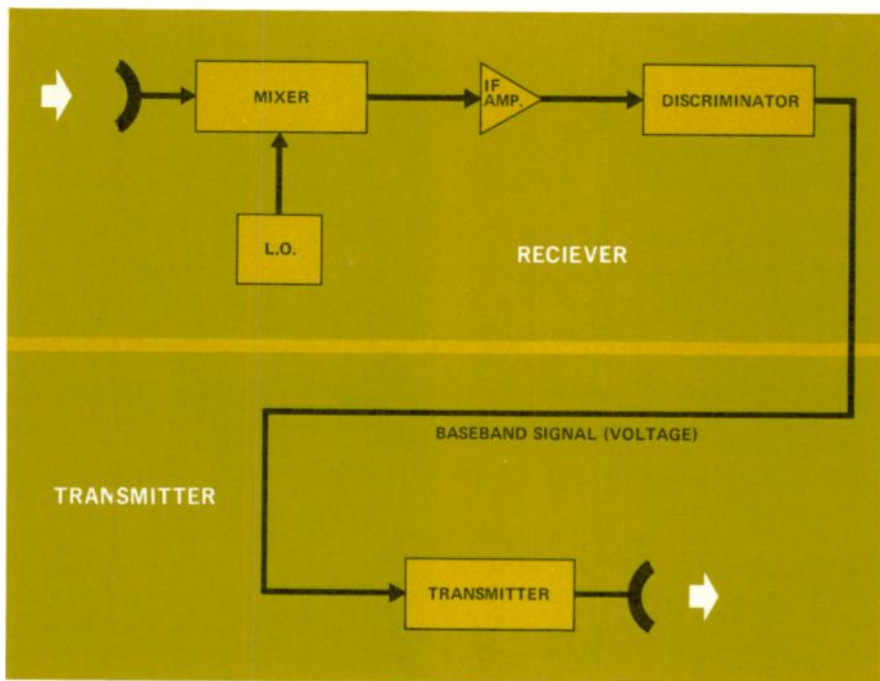 MIXER
IF
AMP.
DISCRIMINATOR
L.O.
RECIEVER
BASEBAND SIGNAL (VOLTAGE)
TRANSMITTER
TRANSMITTER